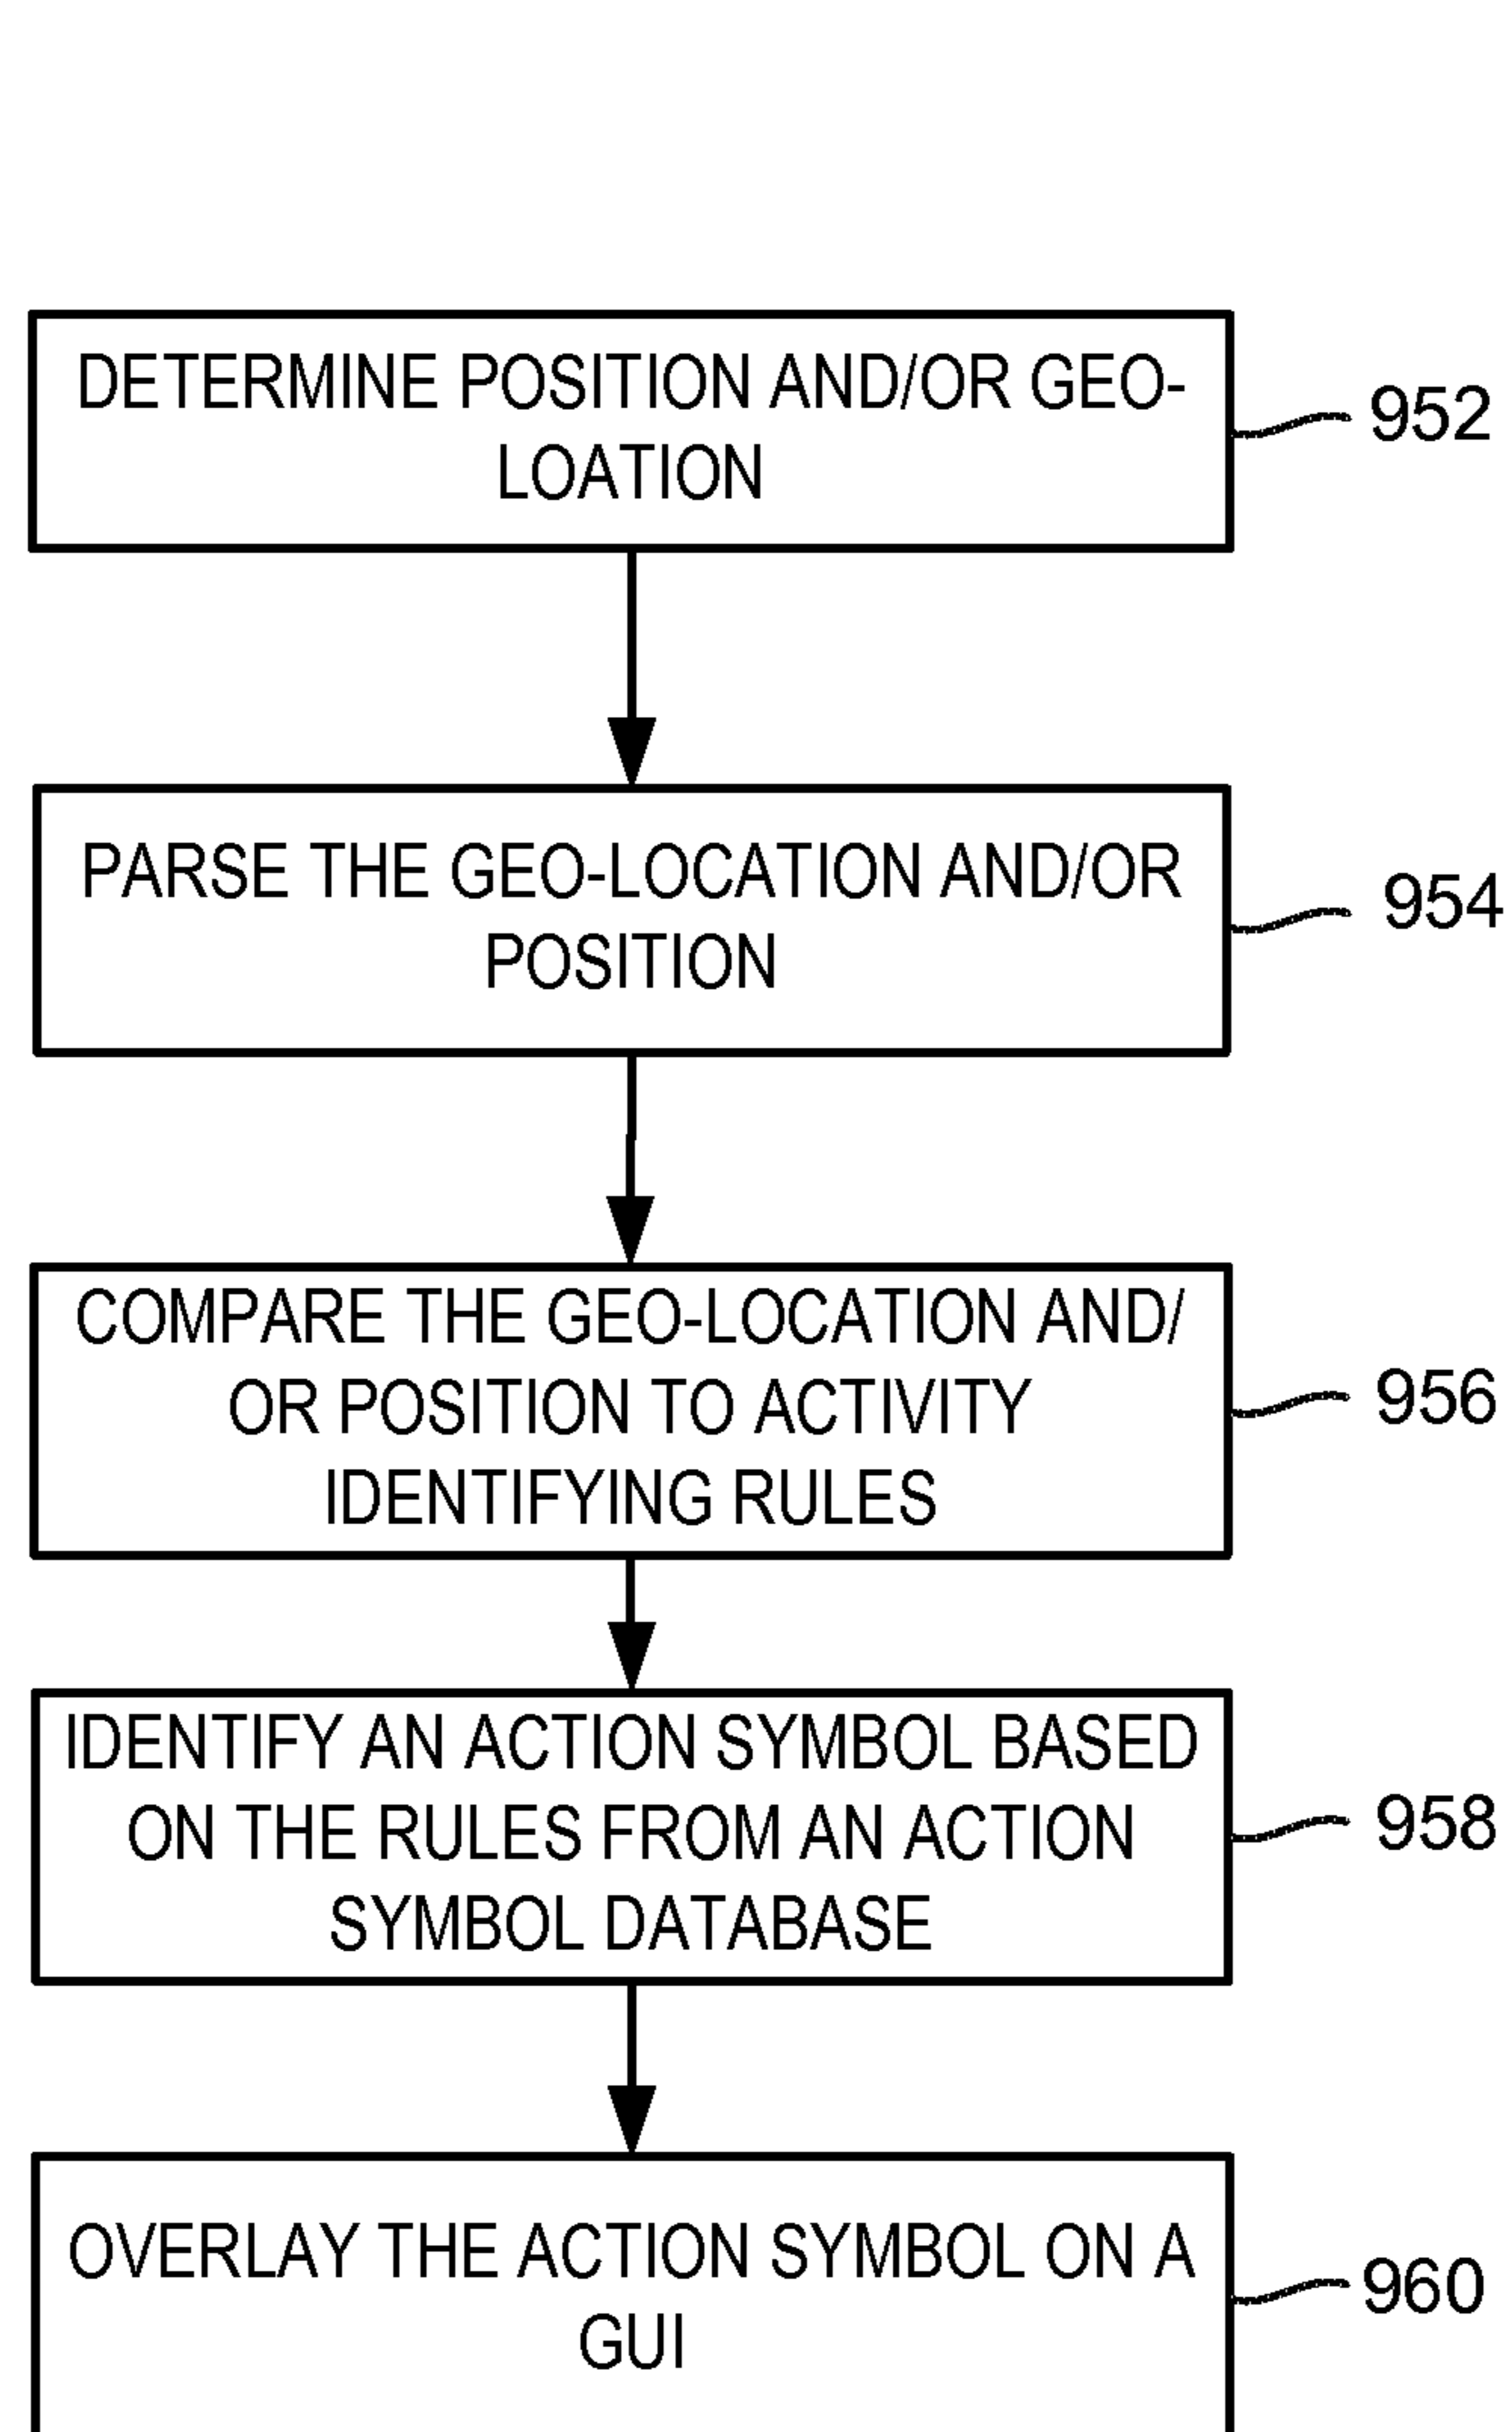 DETERMINE POSITION AND/OR GEO-
LOATION
952
PARSE THE GEO-LOCATION AND/OR
POSITION
954
COMPARE THE GEO-LOCATION AND/
OR POSITION TO ACTIVITY
IDENTIFYING RULES
956
IDENTIFY AN ACTION SYMBOL BASED
ON THE RULES FROM AN ACTION
SYMBOL DATABASE
958
OVERLAY THE ACTION SYMBOL ON A
GUI
960